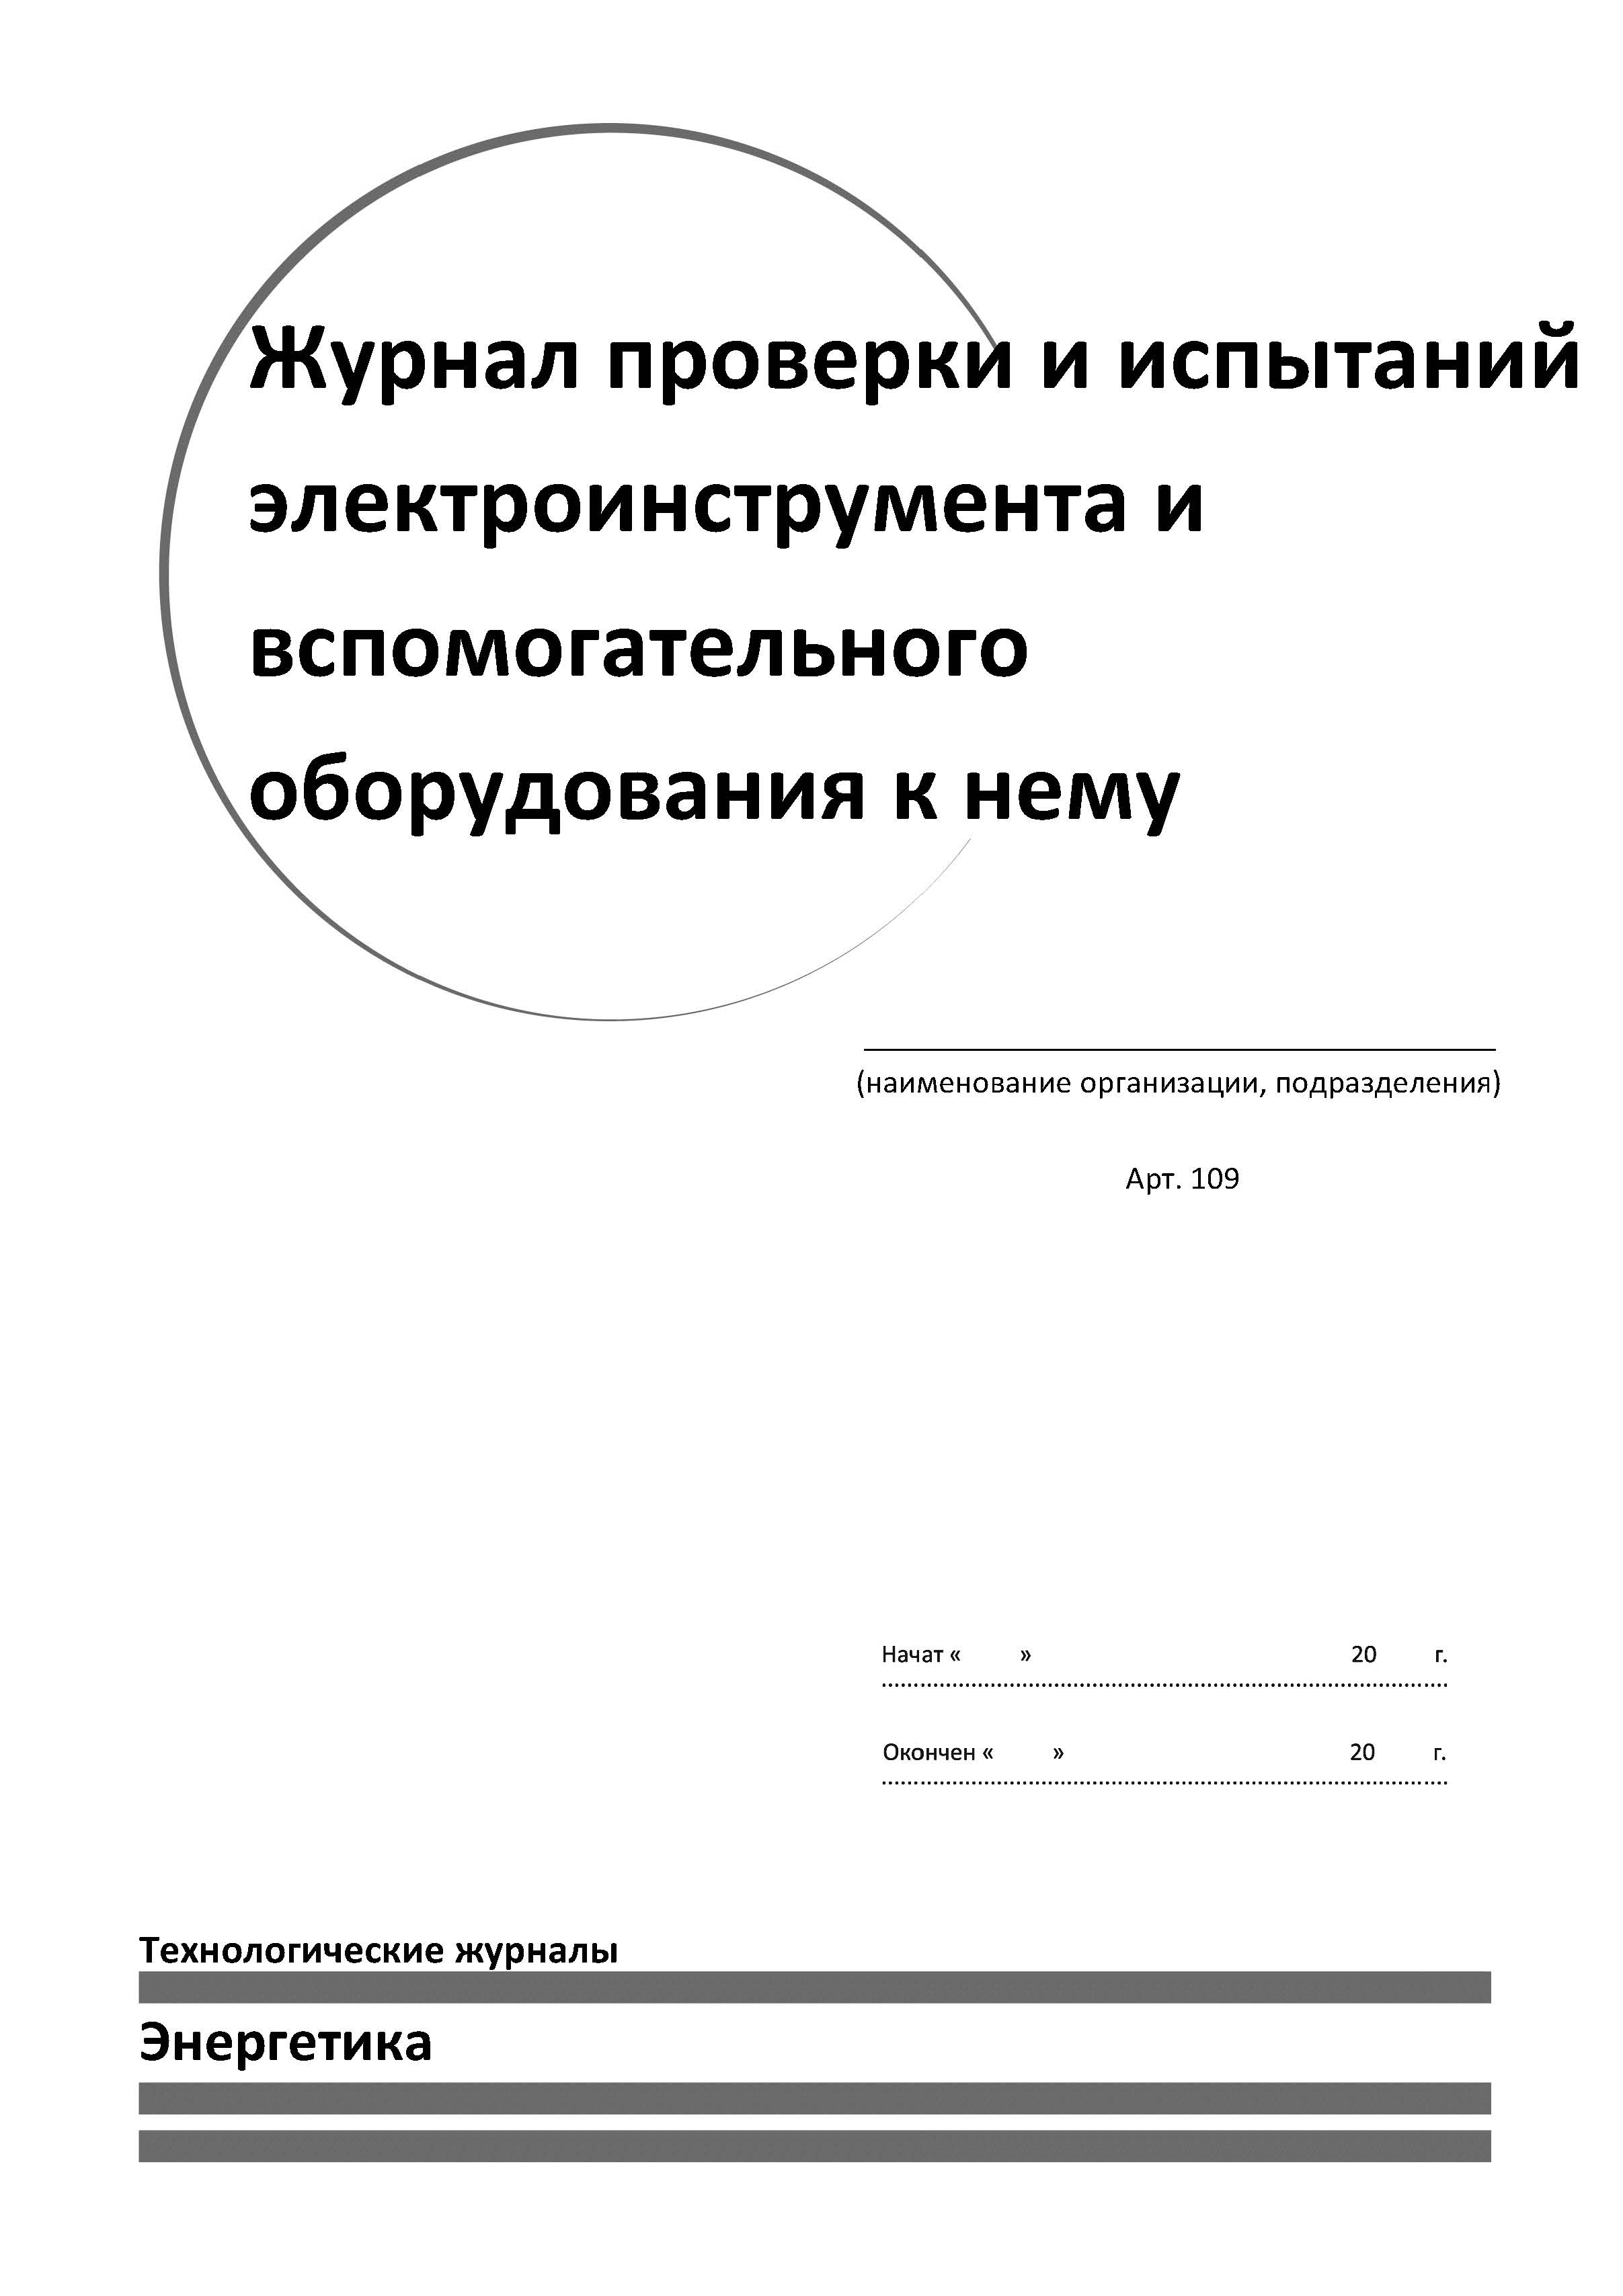 Журнал проверки и испытаний
электроинструмента и
вспомогательного
оборудования к нему
(наименование организации, подразделения)
Арт. 109
Начат « » 20 г.
Окончен « » 20 г.
Технологические журналы
Энергетика